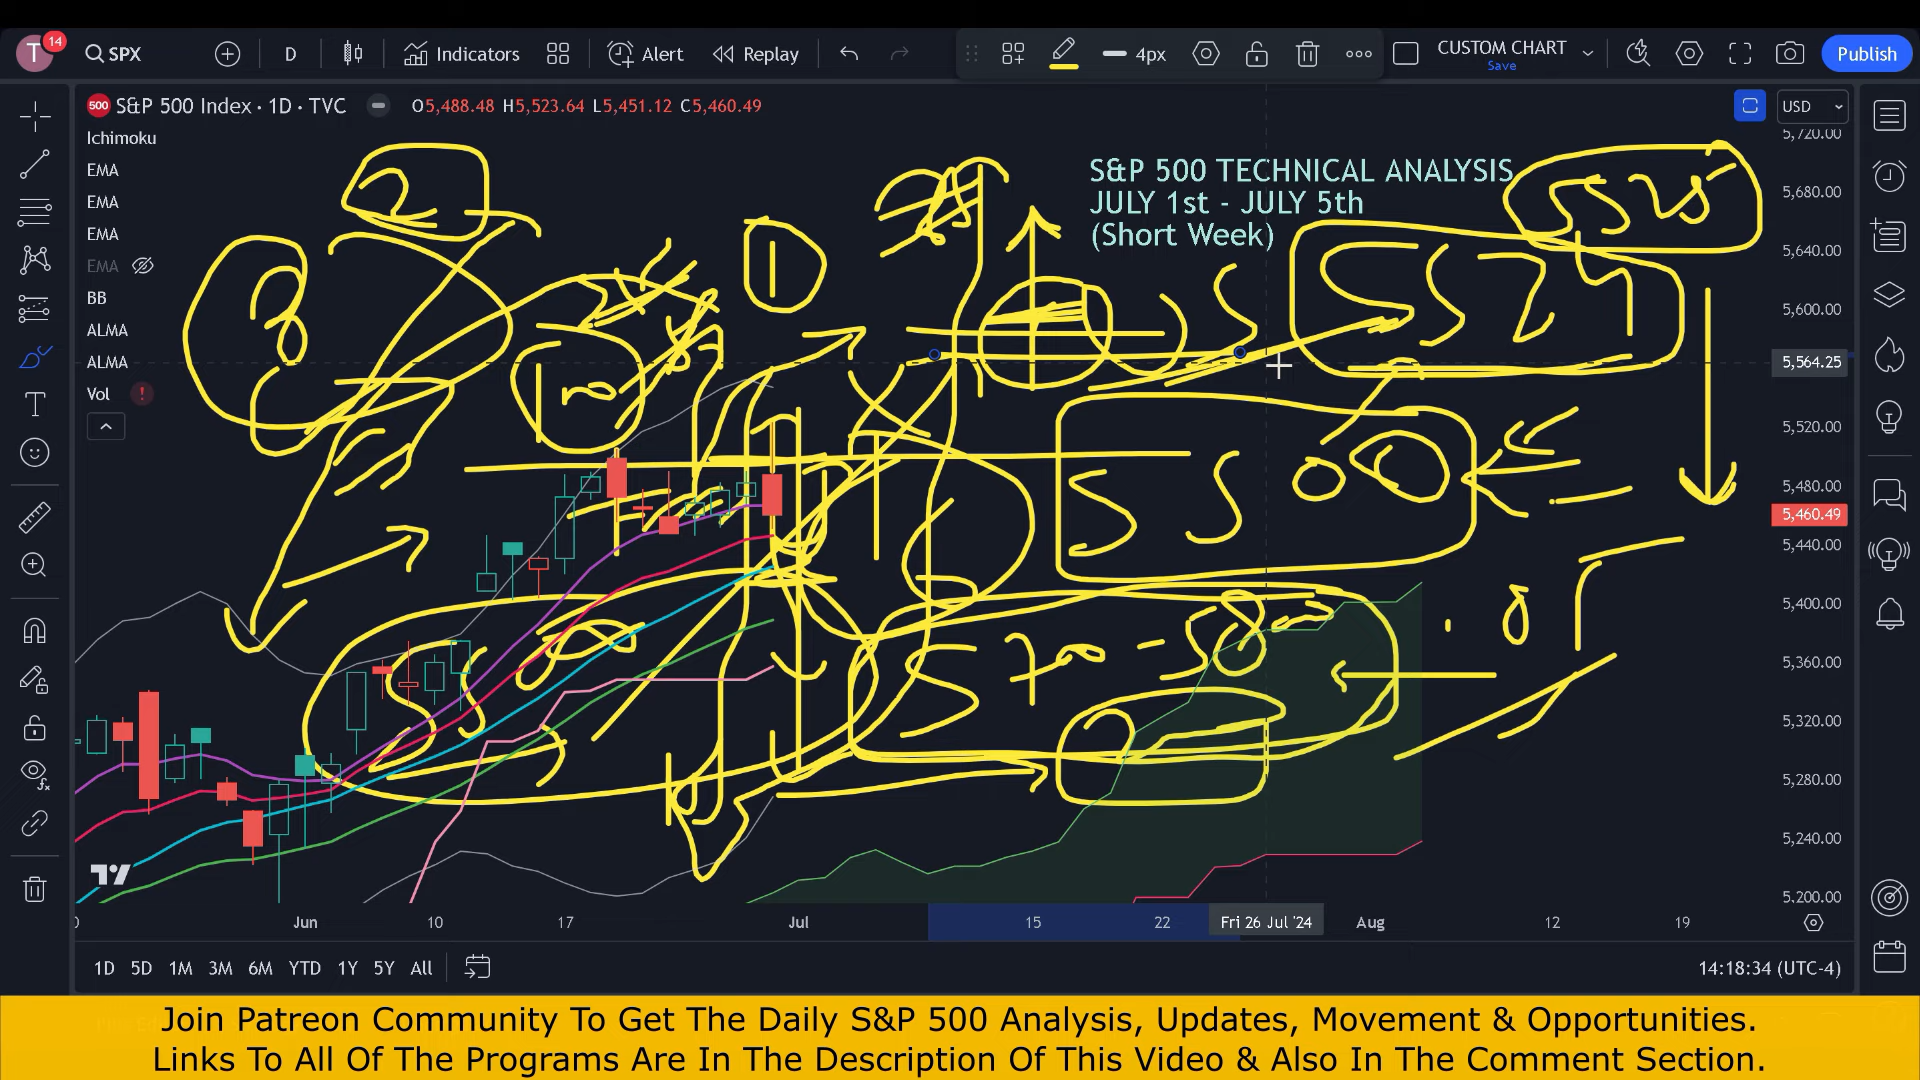 T 14 SPX D Indicators Alert Replay 4px CUSTOM CHART Save Publish
500 S&P 500 Index · 1D · TVC O5,488.48 H5,523.64 L5,451.12 C5,460.49 USD
Ichimoku
EMA
EMA
EMA
EMA
BB
ALMA
ALMA
Vol !
S&P 500 TECHNICAL ANALYSIS
JULY 1st - JULY 5th
(Short Week)
2
1
5525
5524
5500
5,720.00
5,680.00
5,640.00
5,600.00
5,564.25
5,520.00
5,480.00
5,460.49
5,440.00
5,400.00
5,360.00
5,320.00
5,280.00
5,240.00
5,200.00
Jun 10 17 Jul 15 22 Fri 26 Jul '24 Aug 12 19
1D 5D 1M 3M 6M YTD 1Y 5Y All 14:18:34 (UTC-4)
Join Patreon Community To Get The Daily S&P 500 Analysis, Updates, Movement & Opportunities.
Links To All Of The Programs Are In The Description Of This Video & Also In The Comment Section.